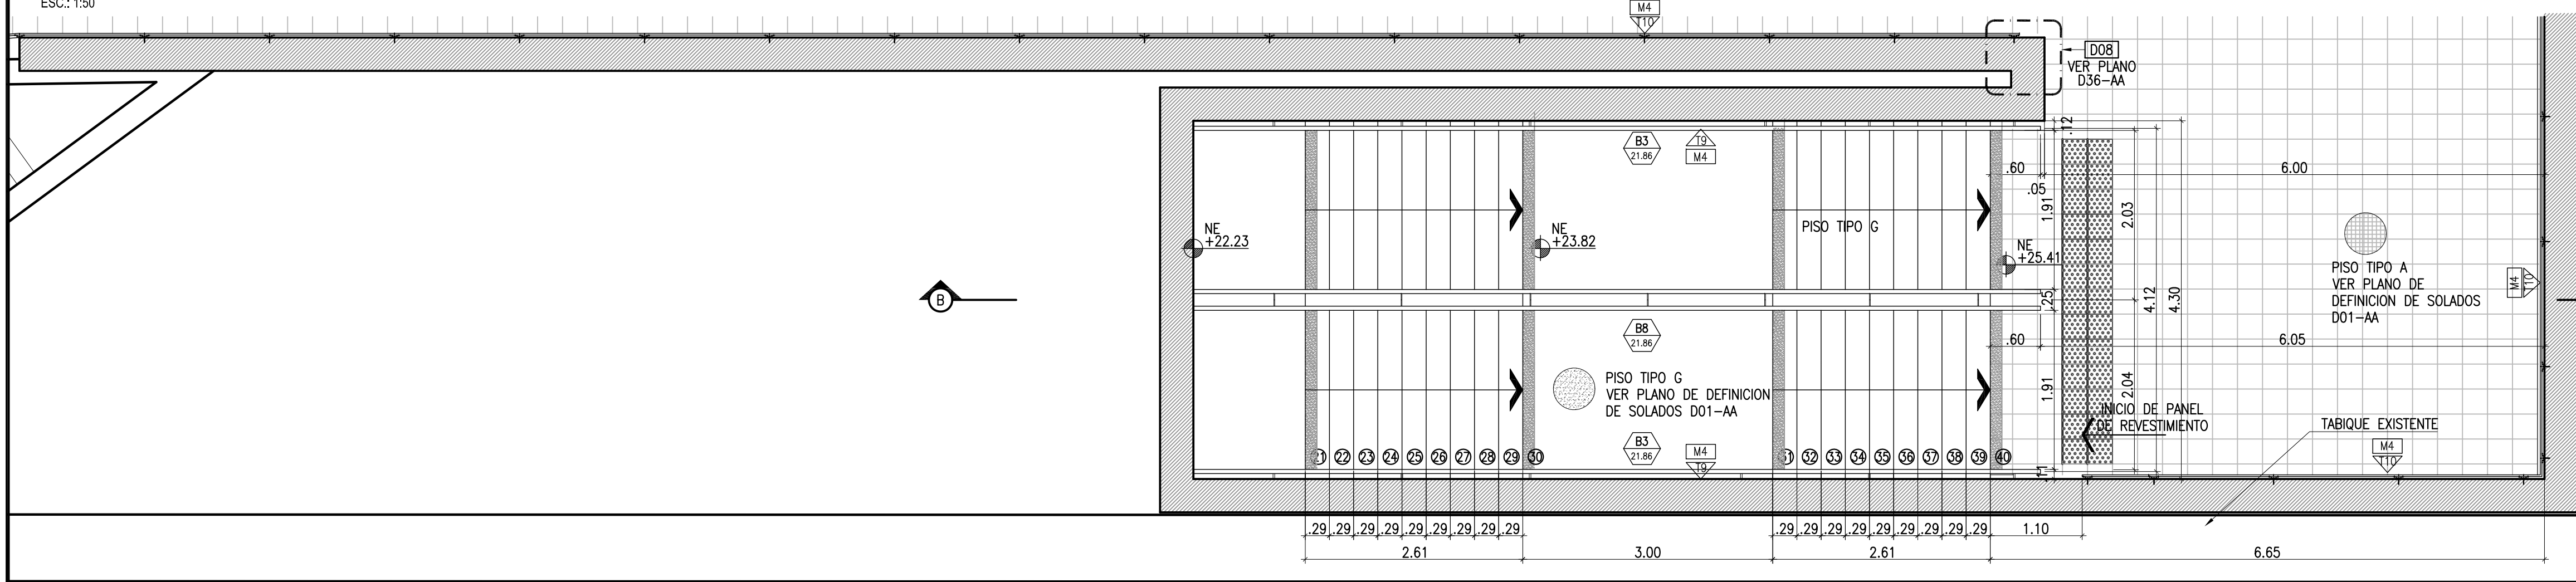 ESC.: 1:50
M4
T10
D08
VER PLANO
D36-AA
B3
21.86
T9
M4
.12
.60
6.00
.05
1.91
2.03
PISO TIPO G
NE
+22.23
NE
+23.82
NE
+25.41
B
PISO TIPO A
VER PLANO DE
DEFINICION DE SOLADOS
D01-AA
M4
T10
.25
4.12
4.30
B8
21.86
.60
6.05
PISO TIPO G
VER PLANO DE DEFINICION
DE SOLADOS D01-AA
1.91
2.04
INICIO DE PANEL
DE REVESTIMIENTO
TABIQUE EXISTENTE
M4
T10
B3
21.86
M4
T9
21 22 23 24 25 26 27 28 29 30 31 32 33 34 35 36 37 38 39 40
.11
.29 .29 .29 .29 .29 .29 .29 .29 .29 .29 .29 .29 .29 .29 .29 .29 .29 .29 1.10
2.61 3.00 2.61 6.65